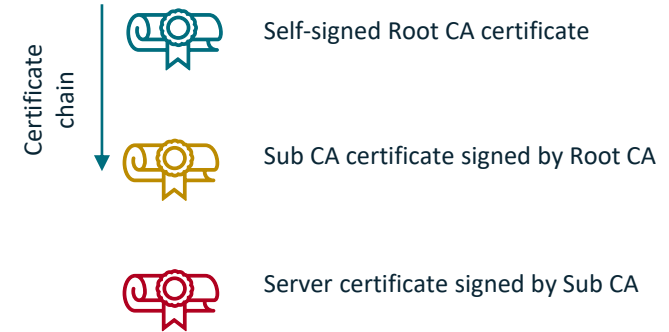 Certificate
chain
Self-signed Root CA certificate
Sub CA certificate signed by Root CA
Server certificate signed by Sub CA